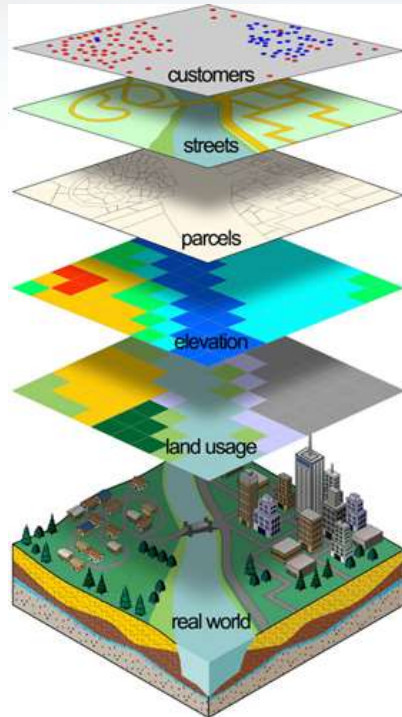 customers
streets
parcels
elevation
land usage
real world